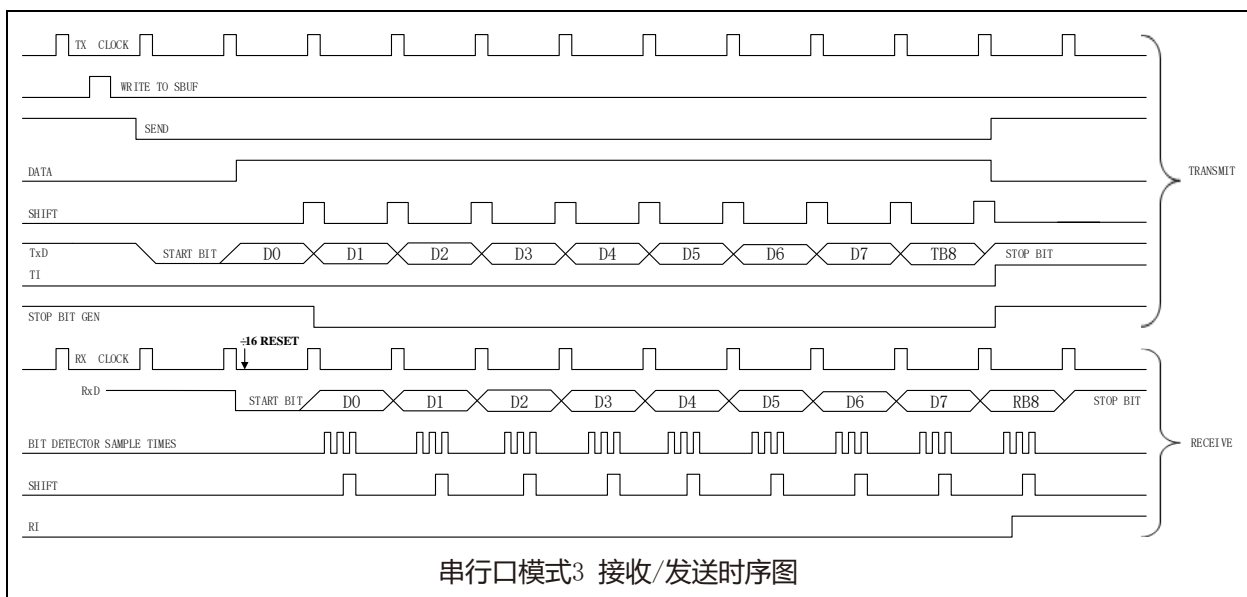 TX CLOCK
WRITE TO SBUF
SEND
DATA
TRANSMIT
SHIFT
TxD START BIT D0 D1 D2 D3 D4 D5 D6 D7 TB8 STOP BIT
TI
STOP BIT GEN
÷16 RESET
RX CLOCK
RxD START BIT D0 D1 D2 D3 D4 D5 D6 D7 RB8 STOP BIT
BIT DETECTOR SAMPLE TIMES
RECEIVE
SHIFT
RI
串行口模式3 接收/发送时序图